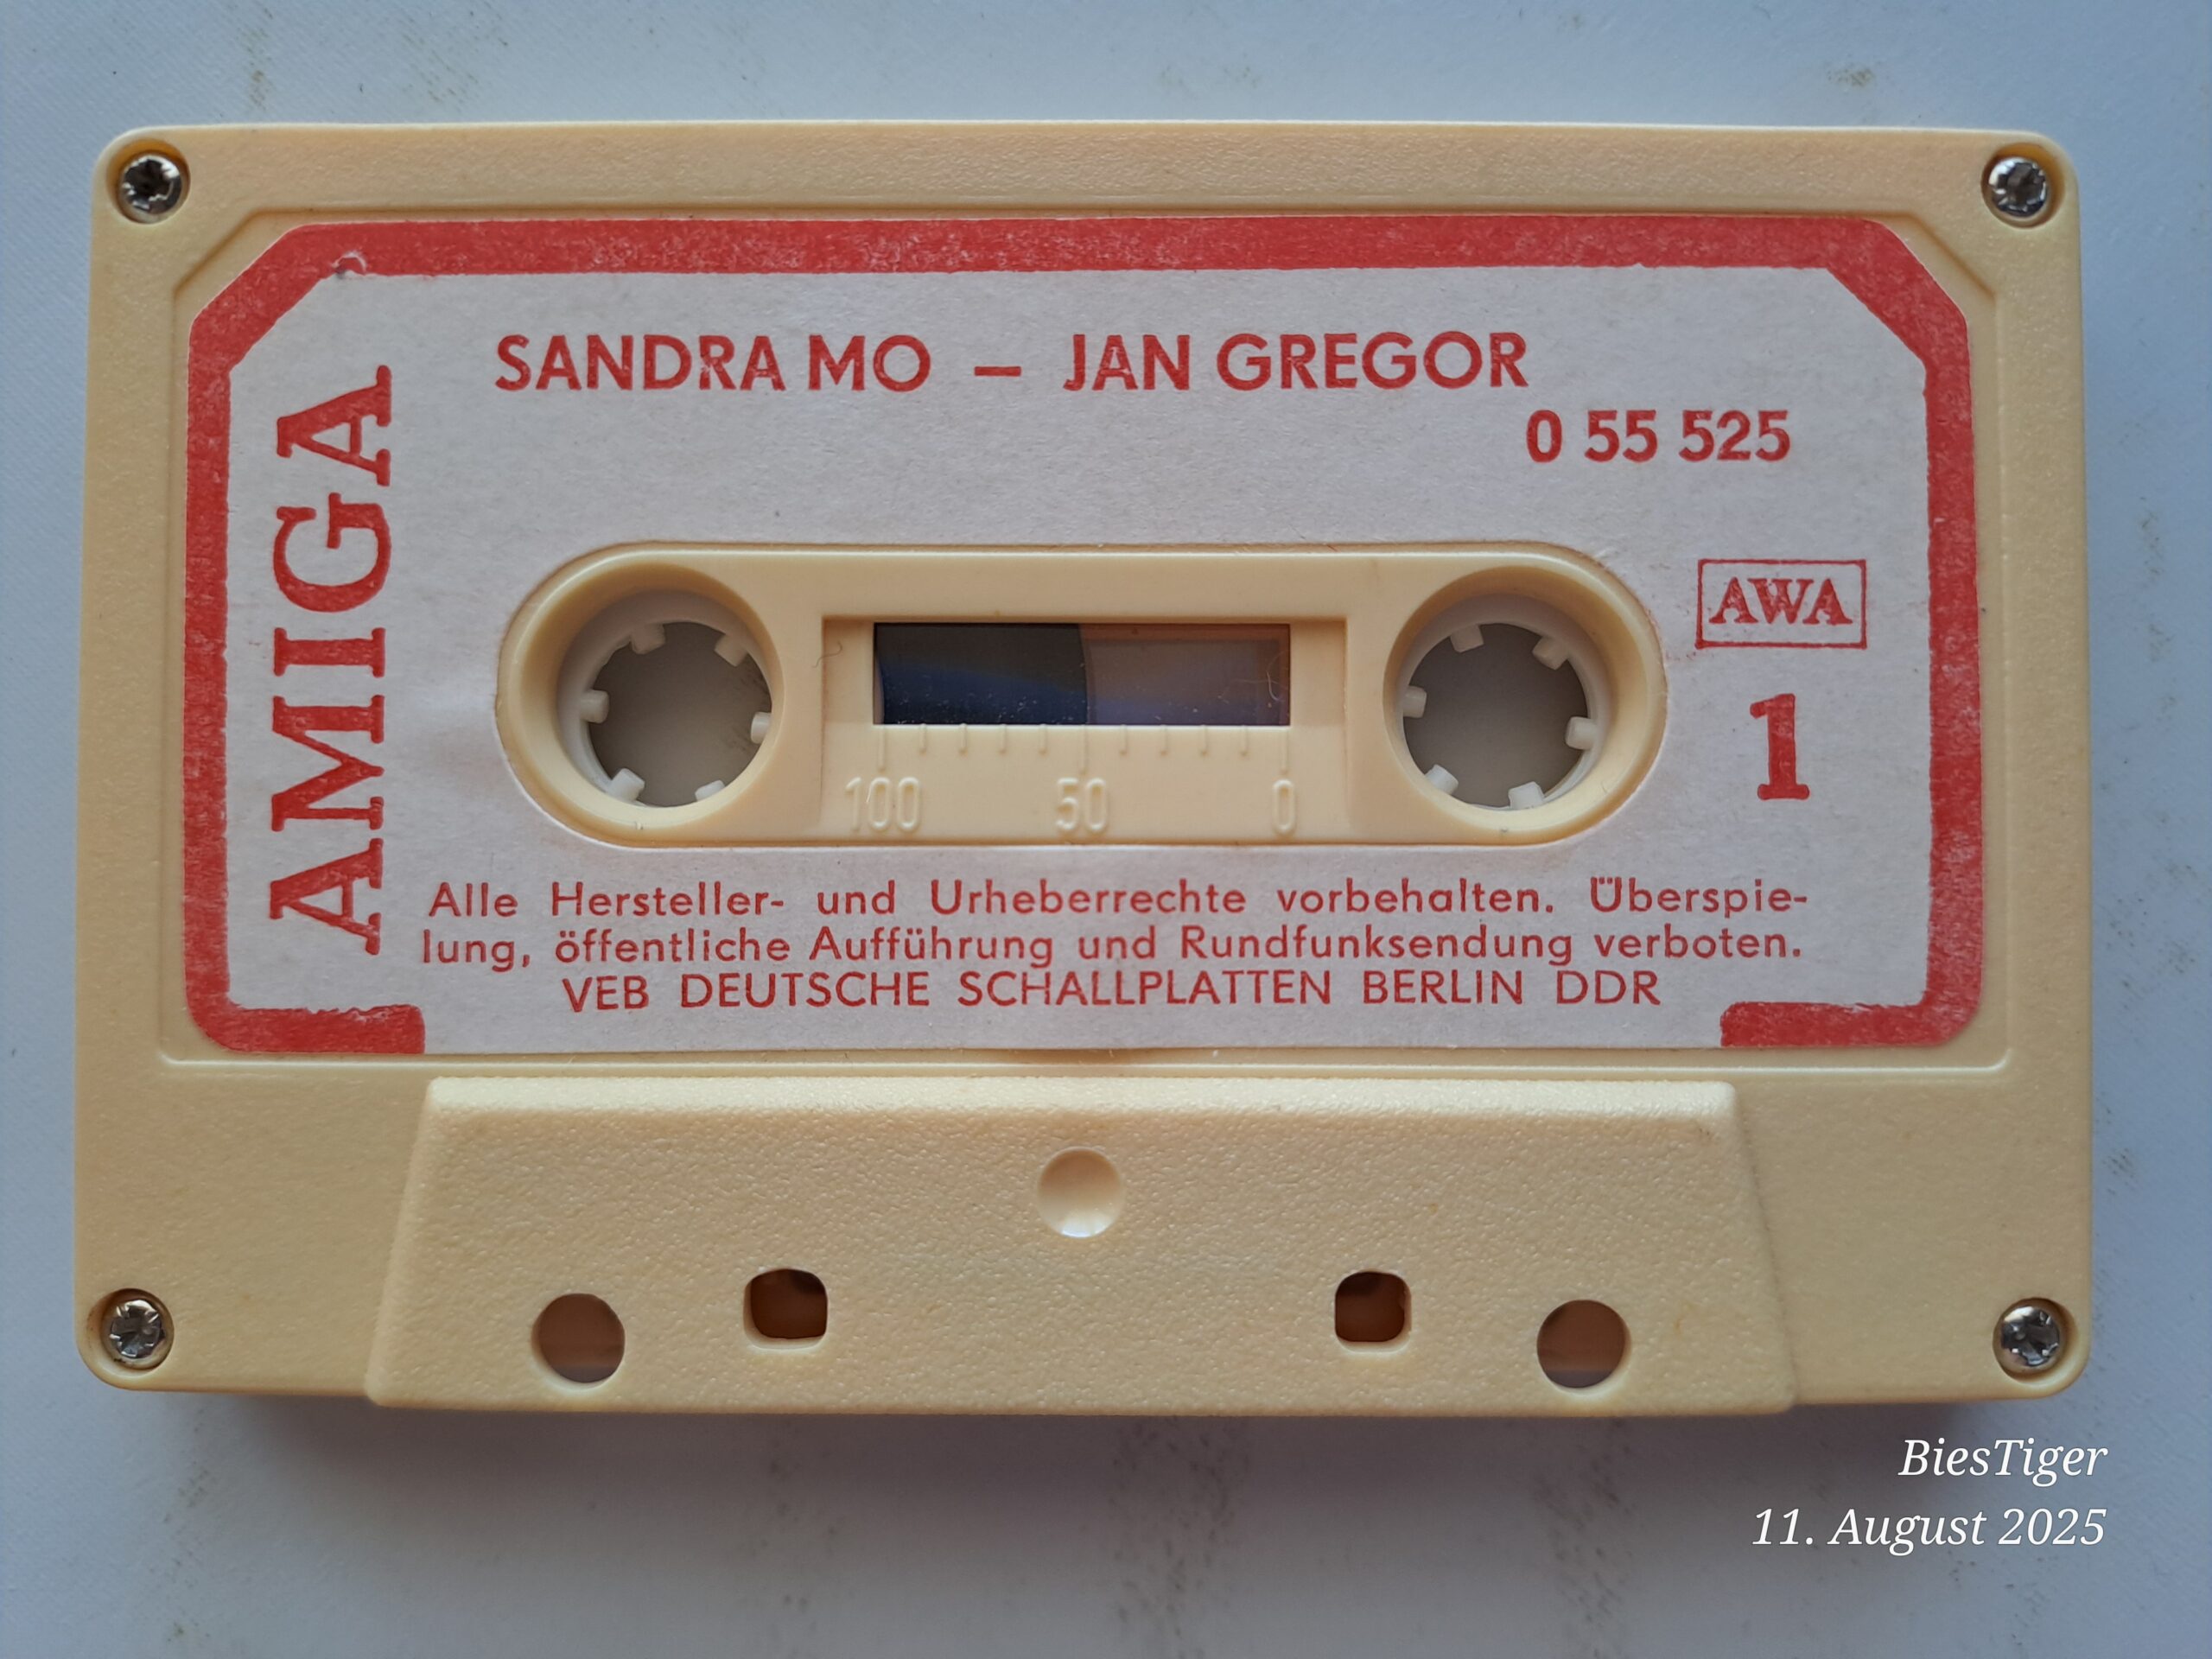 SANDRA MO – JAN GREGOR
0 55 525
AMIGA
AWA
1
100 50 0
Alle Hersteller- und Urheberrechte vorbehalten. Überspie-
lung, öffentliche Aufführung und Rundfunksendung verboten.
VEB DEUTSCHE SCHALLPLATTEN BERLIN DDR
BiesTiger
11. August 2025